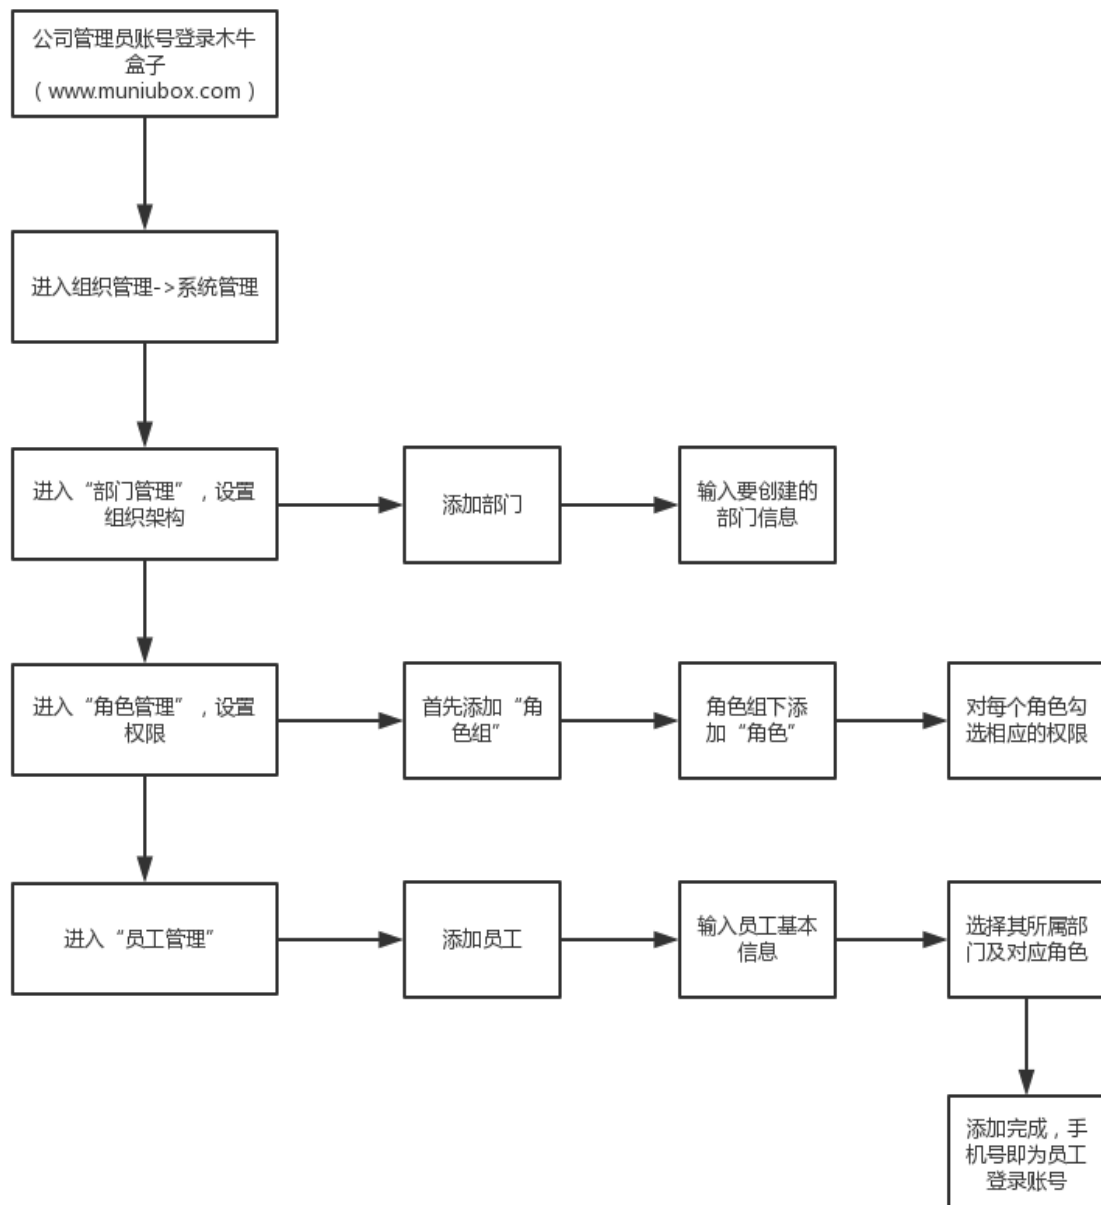 公司管理员账号登录木牛
盒子
（www.muniubox.com）
进入组织管理->系统管理
进入“部门管理”，设置
组织架构
添加部门
输入要创建的
部门信息
进入“角色管理”，设置
权限
首先添加“角
色组”
角色组下添
加“角色”
对每个角色勾
选相应的权限
进入“员工管理”
添加员工
输入员工基本
信息
选择其所属部
门及对应角色
添加完成，手
机号即为员工
登录账号